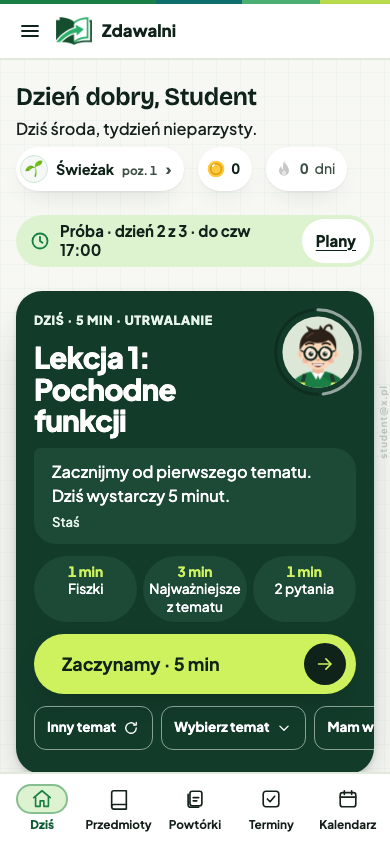 Zdawalni
Dzień dobry, Student
Dziś środa, tydzień nieparzysty.
Świeżak poz. 1 ›
0
0 dni
Próba · dzień 2 z 3 · do czw
17:00
Plany
DZIŚ · 5 MIN · UTRWALANIE
Lekcja 1:
Pochodne
funkcji
Zacznijmy od pierwszego tematu.
Dziś wystarczy 5 minut.
Staś
1 min
Fiszki
3 min
Najważniejsze
z tematu
1 min
2 pytania
Zaczynamy · 5 min
Inny temat
Wybierz temat
Mam w
student@x.pl
Dziś
Przedmioty
Powtórki
Terminy
Kalendarz